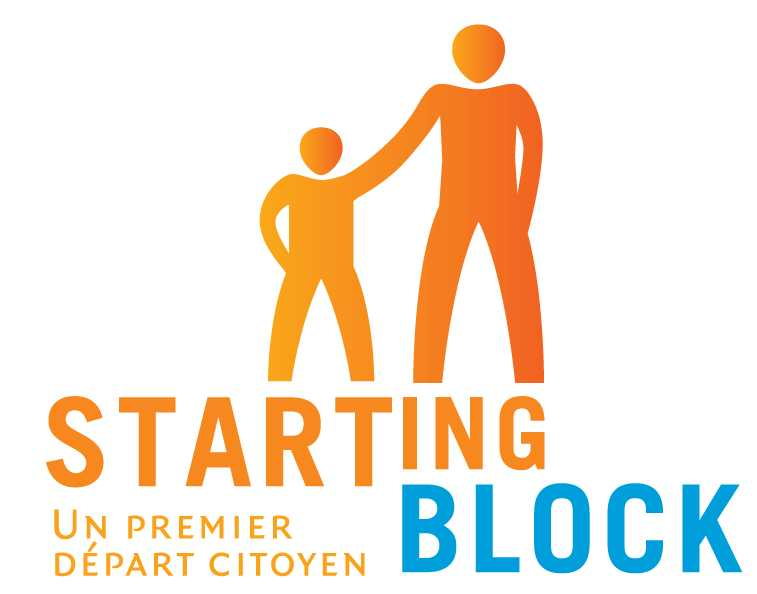 STARTING
BLOCK
UN PREMIER
DÉPART CITOYEN